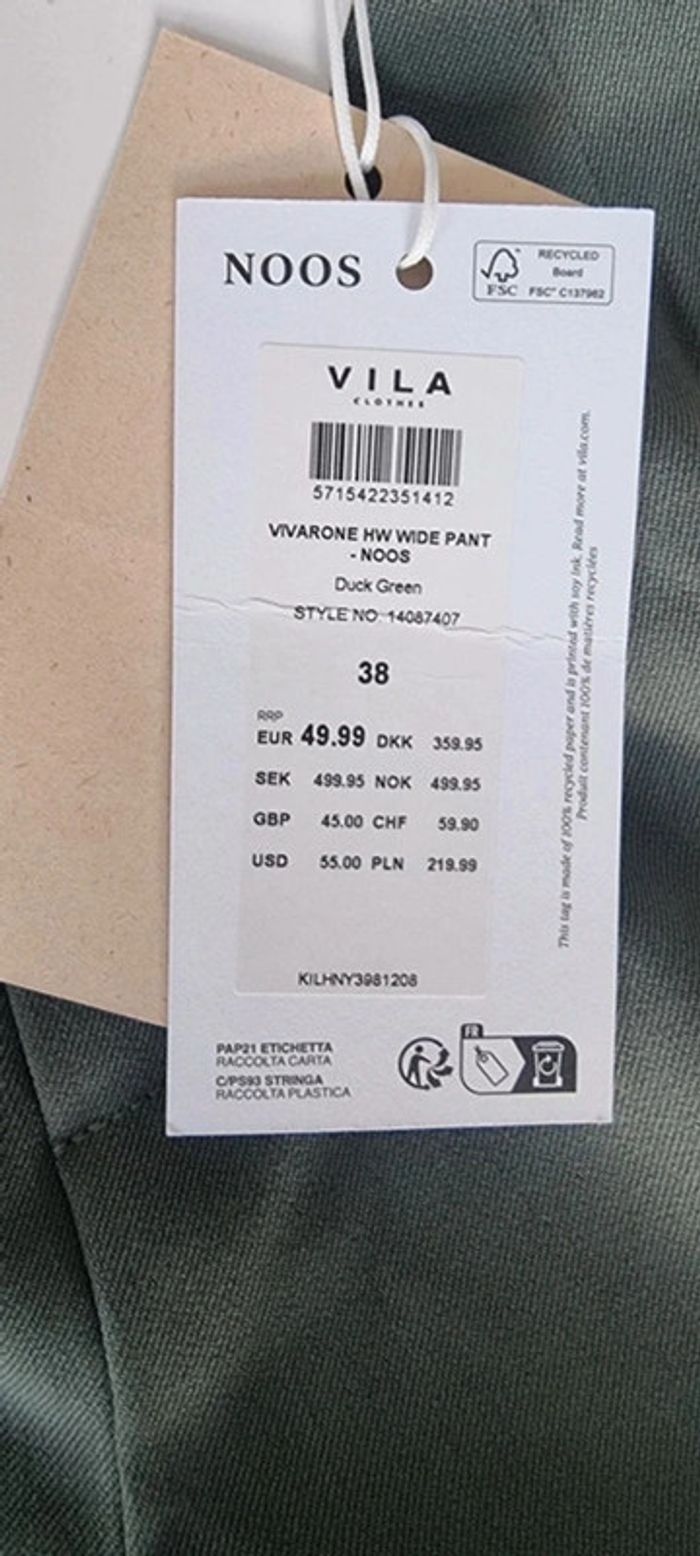 NOOS
FSC
RECYCLED
Board
FSC® C137962
VILA
CLOTHES
5715422351412
VIVARONE HW WIDE PANT
- NOOS
Duck Green
STYLE NO. 14087407
38
RRP
EUR 49.99 DKK 359.95
SEK 499.95 NOK 499.95
GBP 45.00 CHF 59.90
USD 55.00 PLN 219.99
KILHNY3981208
This tag is made of 100% recycled paper and is printed with soy ink. Read more at vila.com.
Produit contenant 100% de matières recyclées
PAP21 ETICHETTA
RACCOLTA CARTA
C/PS93 STRINGA
RACCOLTA PLASTICA
FR